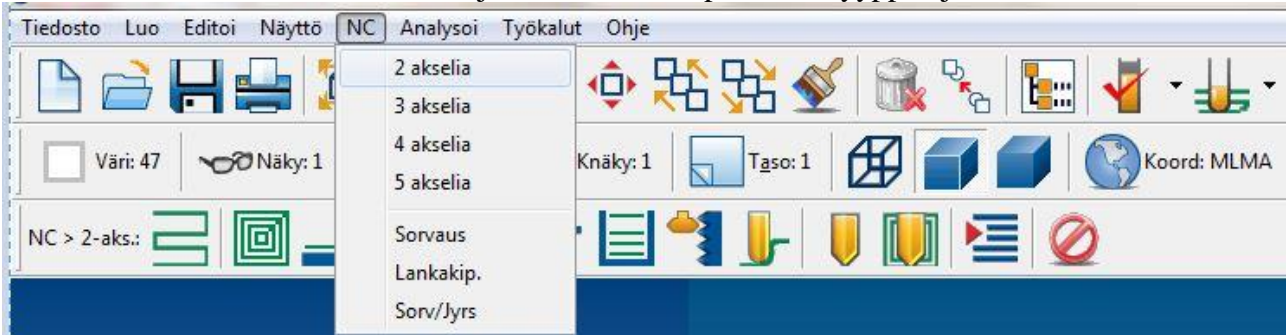 Tiedosto Luo Editoi Näyttö NC Analysoi Työkalut Ohje
2 akselia
3 akselia
4 akselia
5 akselia
Sorvaus
Lankakip.
Sorv/Jyrs
Väri: 47 Näky: 1 Knäky: 1 Taso: 1 Koord: MLMA
NC > 2-aks.: